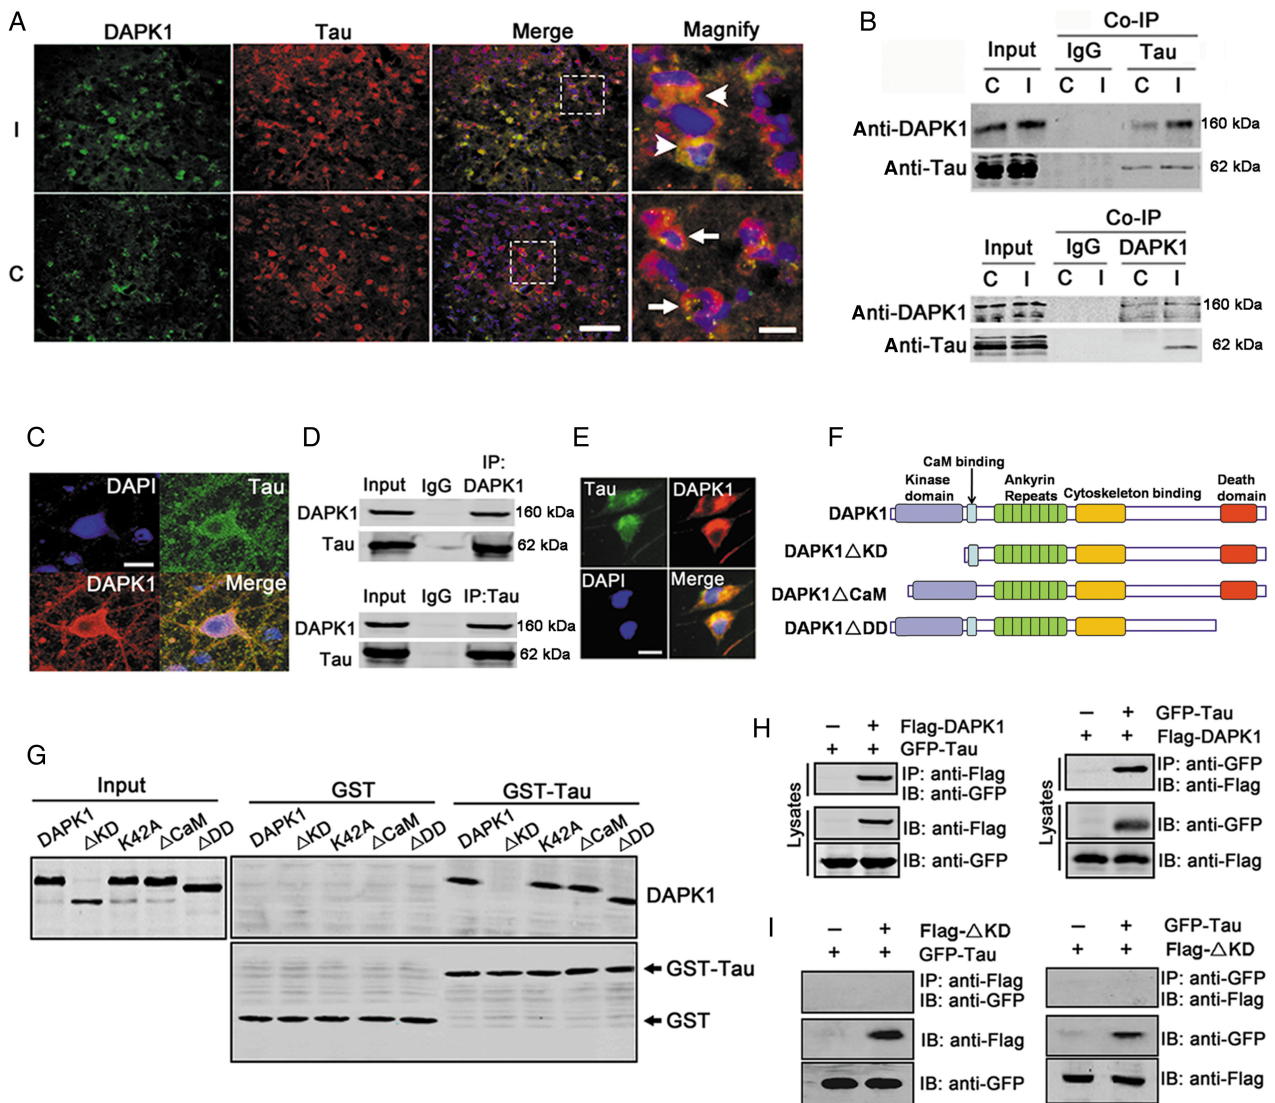 A
DAPK1 Tau Merge Magnify
I
C
B
Co-IP
Input IgG Tau
C I C I C I
Anti-DAPK1 160 kDa
Anti-Tau 62 kDa
Co-IP
Input IgG DAPK1
C I C I C I
Anti-DAPK1 160 kDa
Anti-Tau 62 kDa
C
DAPI Tau
DAPK1 Merge
D
IP:
Input IgG DAPK1
DAPK1 160 kDa
Tau 62 kDa
Input IgG IP:Tau
DAPK1 160 kDa
Tau 62 kDa
E
Tau DAPK1
DAPI Merge
F
CaM binding
Kinase domain
Ankyrin Repeats
Cytoskeleton binding
Death domain
DAPK1
DAPK1△KD
DAPK1△CaM
DAPK1△DD
G
Input GST GST-Tau
DAPK1 △KD K42A △CaM △DD DAPK1 △KD K42A △CaM △DD DAPK1 △KD K42A △CaM △DD
DAPK1
GST-Tau
GST
H
– + Flag-DAPK1
+ + GFP-Tau
IP: anti-Flag
IB: anti-GFP
Lysates
IB: anti-Flag
IB: anti-GFP
– + GFP-Tau
+ + Flag-DAPK1
IP: anti-GFP
IB: anti-Flag
Lysates
IB: anti-GFP
IB: anti-Flag
I
– + Flag-△KD
+ + GFP-Tau
IP: anti-Flag
IB: anti-GFP
IB: anti-Flag
IB: anti-GFP
– + GFP-Tau
+ + Flag-△KD
IP: anti-GFP
IB: anti-Flag
IB: anti-GFP
IB: anti-Flag